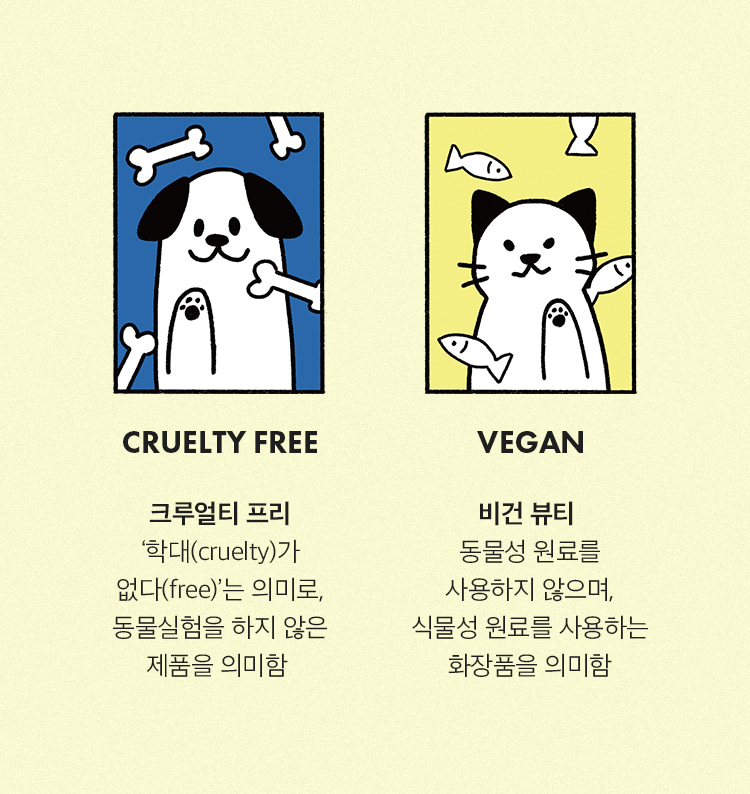 CRUELTY FREE
크루얼티 프리
‘학대(cruelty)가
없다(free)’는 의미로,
동물실험을 하지 않은
제품을 의미함
VEGAN
비건 뷰티
동물성 원료를
사용하지 않으며,
식물성 원료를 사용하는
화장품을 의미함